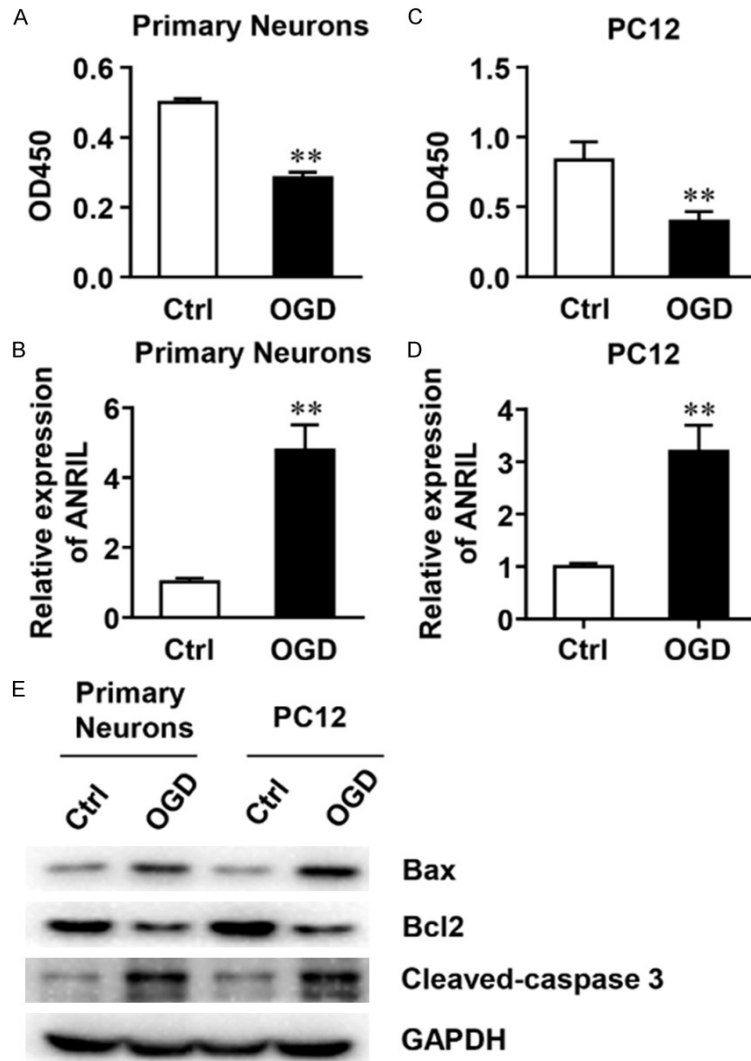 A
Primary Neurons
OD450
0.6
0.4
0.2
0.0
**
Ctrl
OGD
C
PC12
OD450
1.5
1.0
0.5
0.0
**
Ctrl
OGD
B
Primary Neurons
Relative expression
of ANRIL
6
4
2
0
**
Ctrl
OGD
D
PC12
Relative expression
of ANRIL
4
3
2
1
0
**
Ctrl
OGD
E
Primary
Neurons
PC12
Ctrl
OGD
Ctrl
OGD
Bax
Bcl2
Cleaved-caspase 3
GAPDH